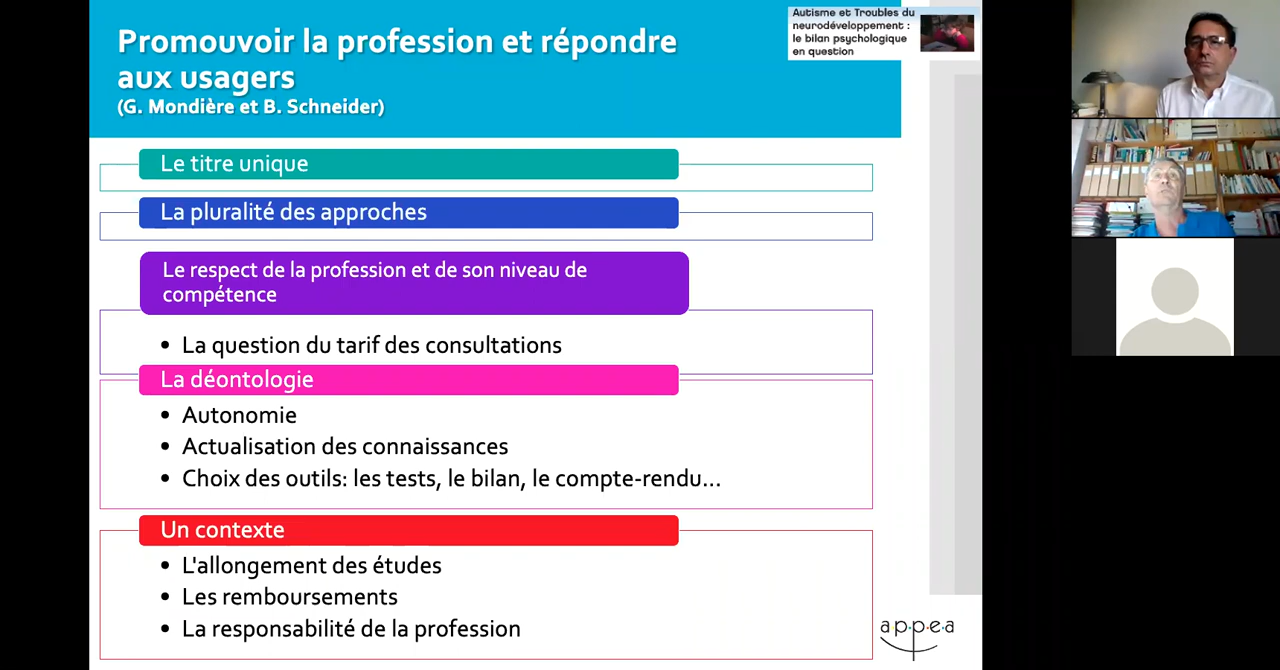 Promouvoir la profession et répondre
aux usagers
(G. Mondière et B. Schneider)
Autisme et Troubles du
neurodéveloppement :
le bilan psychologique
en question
Le titre unique
La pluralité des approches
Le respect de la profession et de son niveau de
compétence
• La question du tarif des consultations
La déontologie
• Autonomie
• Actualisation des connaissances
• Choix des outils: les tests, le bilan, le compte-rendu...
Un contexte
• L'allongement des études
• Les remboursements
• La responsabilité de la profession
a.p.p.e.a